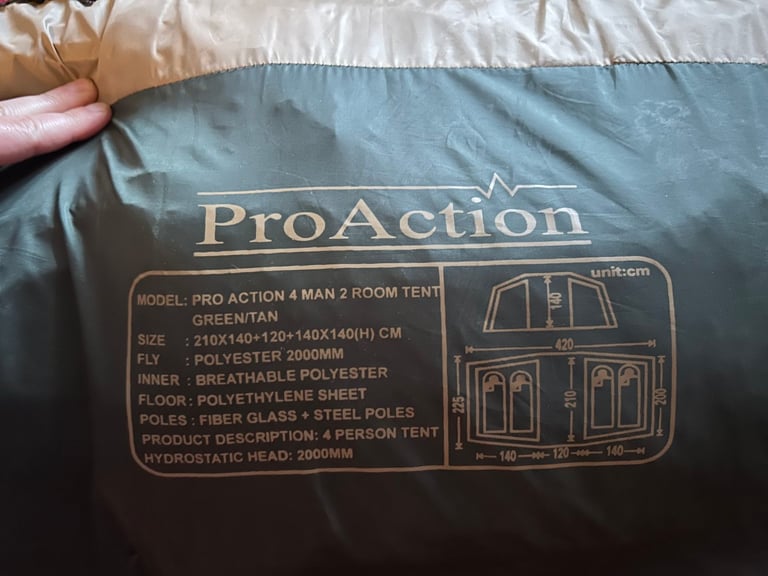 ProAction
MODEL: PRO ACTION 4 MAN 2 ROOM TENT
GREEN/TAN
SIZE : 210X140+120+140X140(H) CM
FLY : POLYESTER 2000MM
INNER : BREATHABLE POLYESTER
FLOOR: POLYETHYLENE SHEET
POLES : FIBER GLASS + STEEL POLES
PRODUCT DESCRIPTION: 4 PERSON TENT
HYDROSTATIC HEAD: 2000MM
unit:cm
140
420
225
210
200
140
120
140